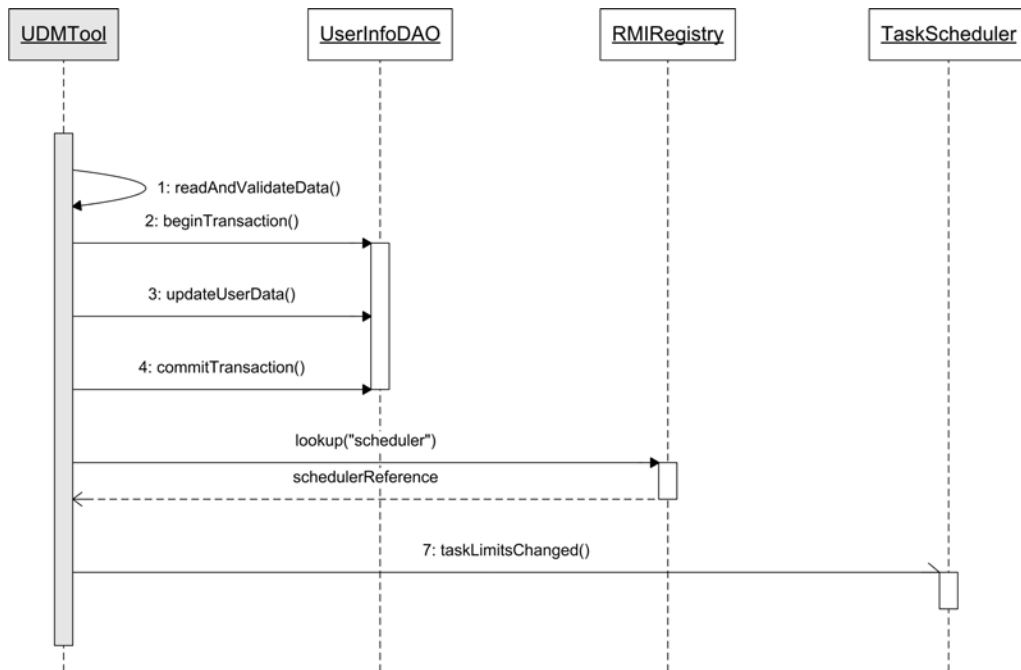 UDMTool
UserInfoDAO
RMIRegistry
TaskScheduler
1: readAndValidateData()
2: beginTransaction()
3: updateUserData()
4: commitTransaction()
lookup("scheduler")
schedulerReference
7: taskLimitsChanged()